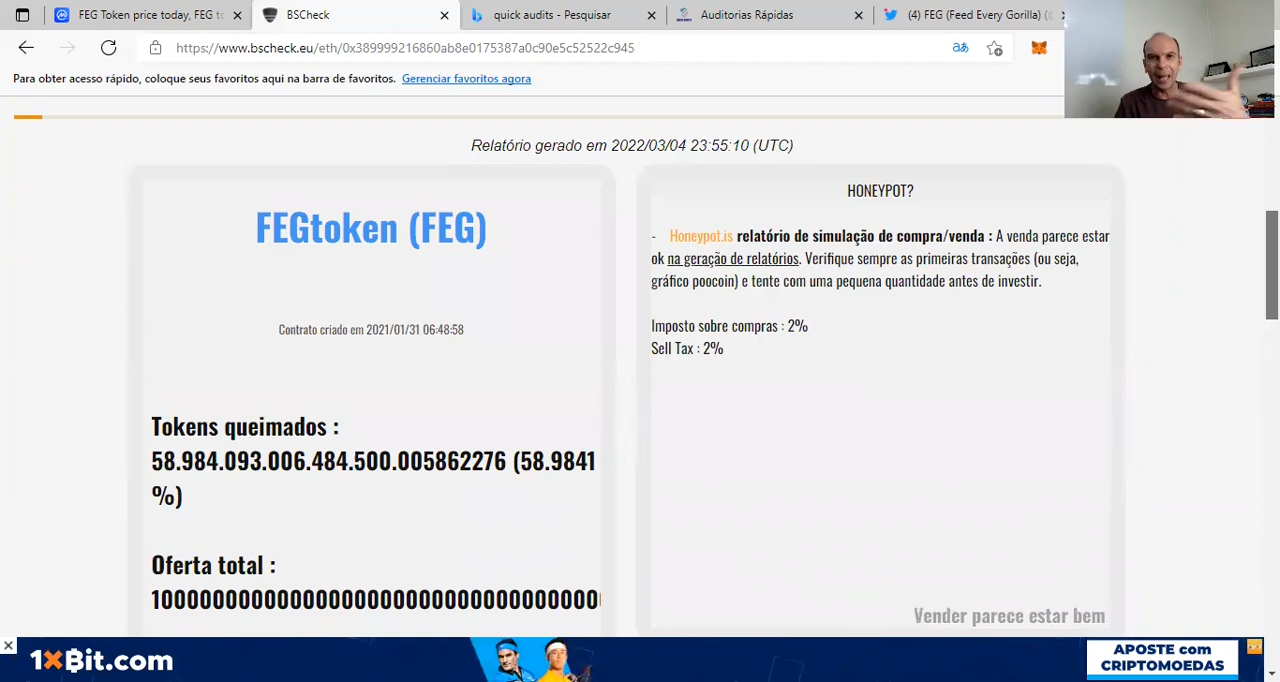 FEG Token price today, FEG to
BSCheck
quick audits - Pesquisar
Auditorias Rápidas
(4) FEG (Feed Every Gorilla) (
https://www.bscheck.eu/eth/0x389999216860ab8e0175387a0c90e5c52522c945
Para obter acesso rápido, coloque seus favoritos aqui na barra de favoritos. Gerenciar favoritos agora
Relatório gerado em 2022/03/04 23:55:10 (UTC)
FEGtoken (FEG)
Contrato criado em 2021/01/31 06:48:58
Tokens queimados :
58.984.093.006.484.500.005862276 (58.9841
%)
Oferta total :
HONEYPOT?
- Honeypot.is relatório de simulação de compra/venda : A venda parece estar
ok na geração de relatórios. Verifique sempre as primeiras transações (ou seja,
gráfico poocoin) e tente com uma pequena quantidade antes de investir.
Imposto sobre compras : 2%
Sell Tax : 2%
Vender parece estar bem
1XBit.com
APOSTE com
CRIPTOMOEDAS